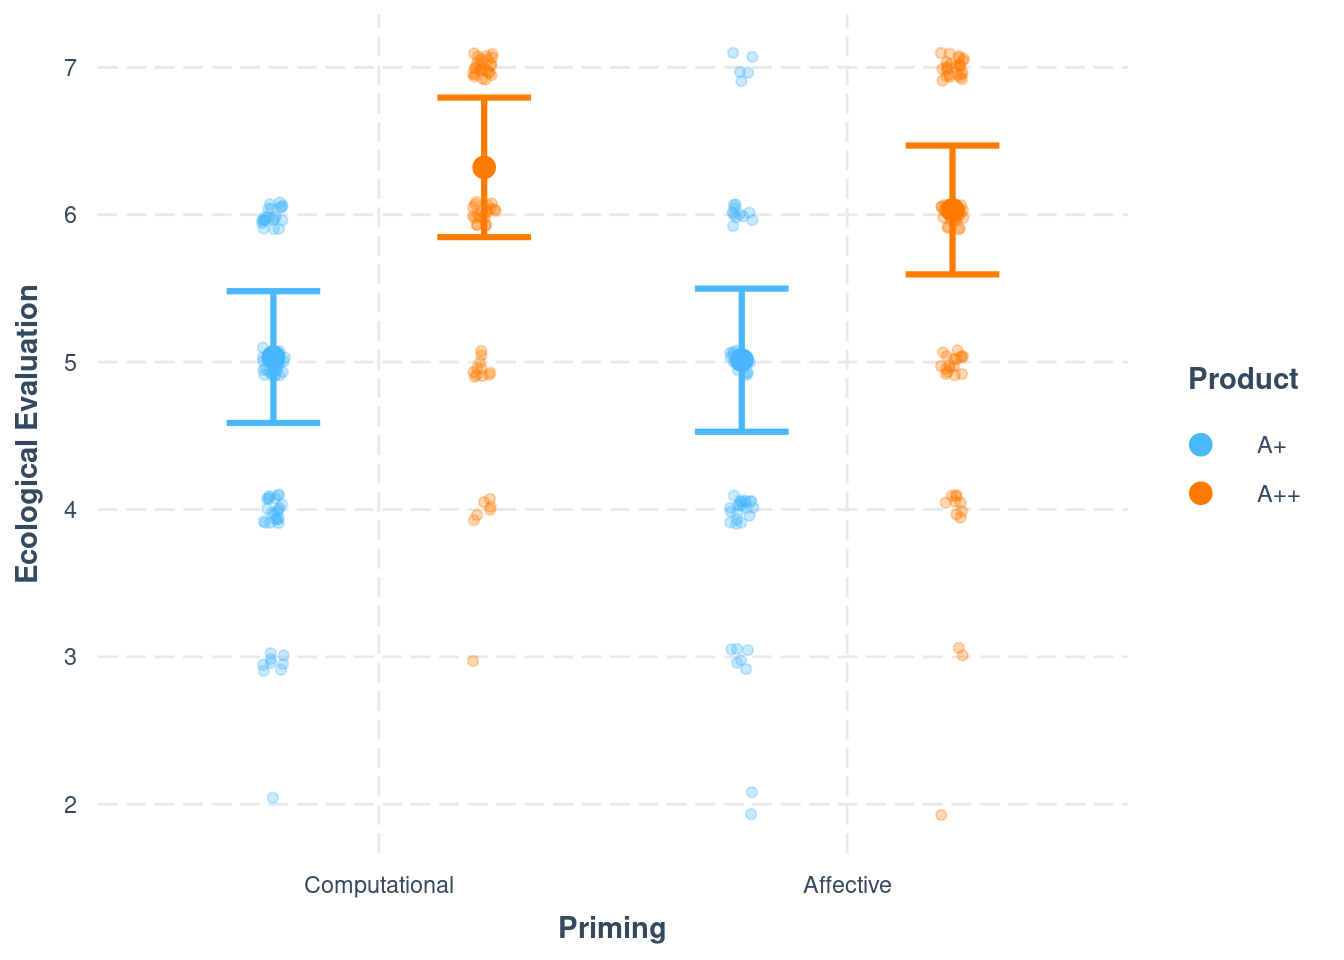 7
6
5
4
3
2
Ecological Evaluation
Computational
Affective
Priming
Product
A+
A++